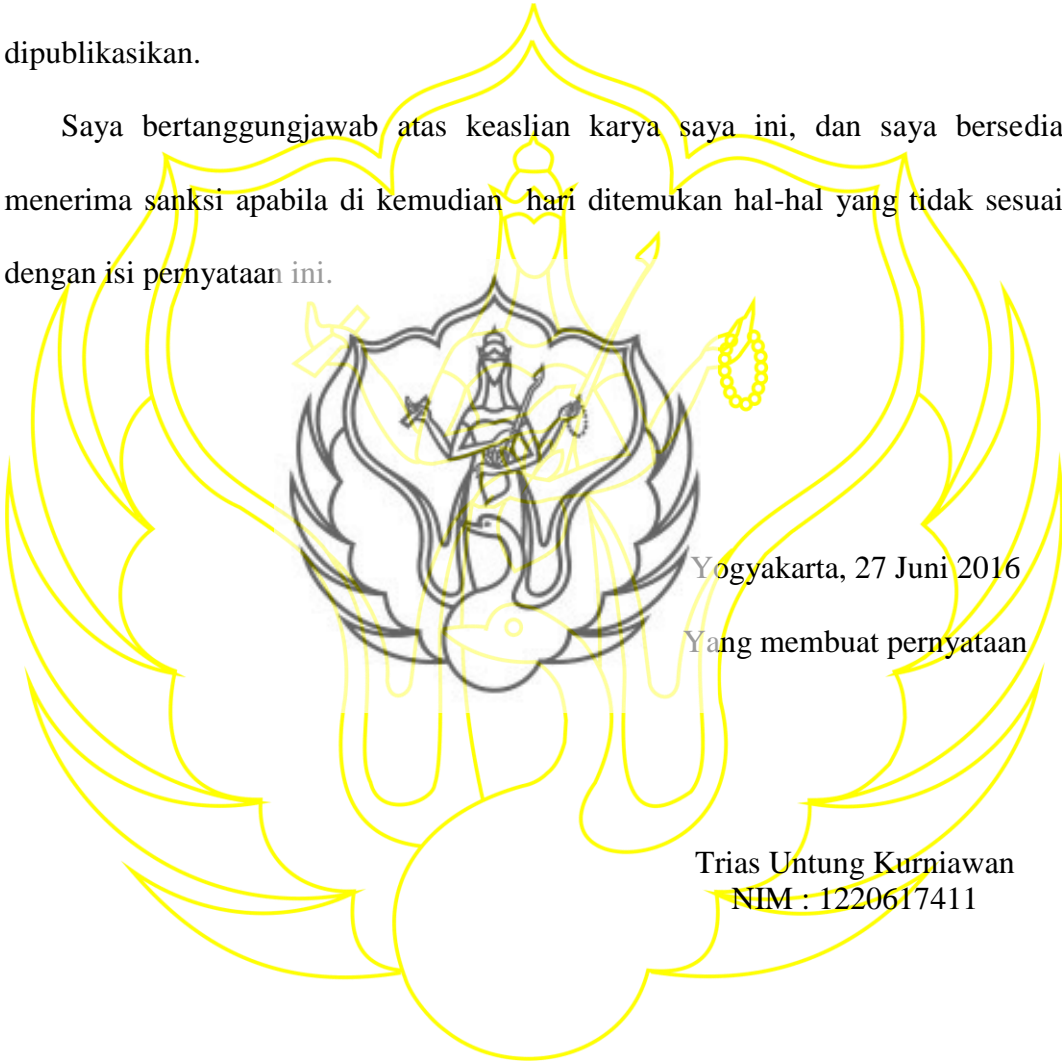 dipublikasikan.
Saya bertanggungjawab atas keaslian karya saya ini, dan saya bersedia
menerima sanksi apabila di kemudian hari ditemukan hal-hal yang tidak sesuai
dengan isi pernyataan ini.
Yogyakarta, 27 Juni 2016
Yang membuat pernyataan
Trias Untung Kurniawan
NIM : 1220617411